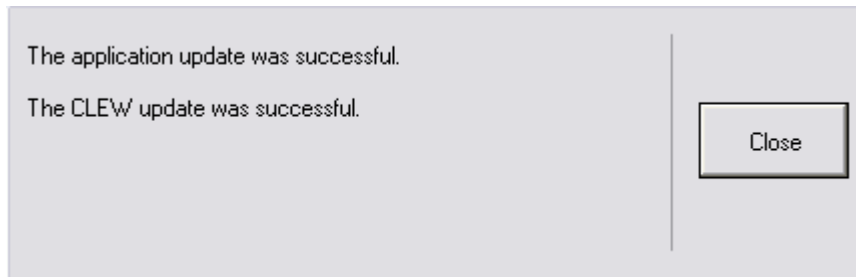 The application update was successful.
The CLEW update was successful.
Close